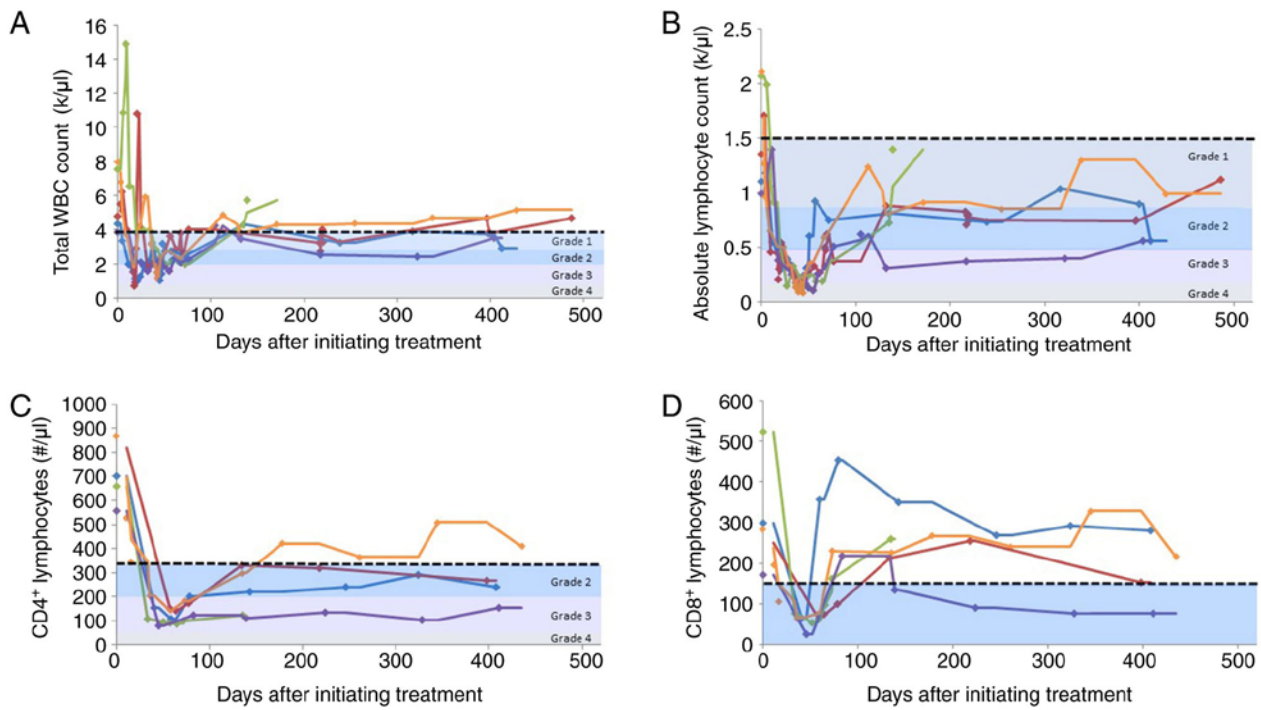 A
Total WBC count (k/µl)
16
14
12
10
8
6
4
2
0
Grade 1
Grade 2
Grade 3
Grade 4
0 100 200 300 400 500
Days after initiating treatment
B
Absolute lymphocyte count (k/µl)
2.5
2
1.5
1
0.5
0
Grade 1
Grade 2
Grade 3
Grade 4
0 100 200 300 400 500
Days after initiating treatment
C
CD4⁺ lymphocytes (#/µl)
1000
900
800
700
600
500
400
300
200
100
0
Grade 2
Grade 3
Grade 4
0 100 200 300 400 500
Days after initiating treatment
D
CD8⁺ lymphocytes (#/µl)
600
500
400
300
200
100
0
0 100 200 300 400 500
Days after initiating treatment